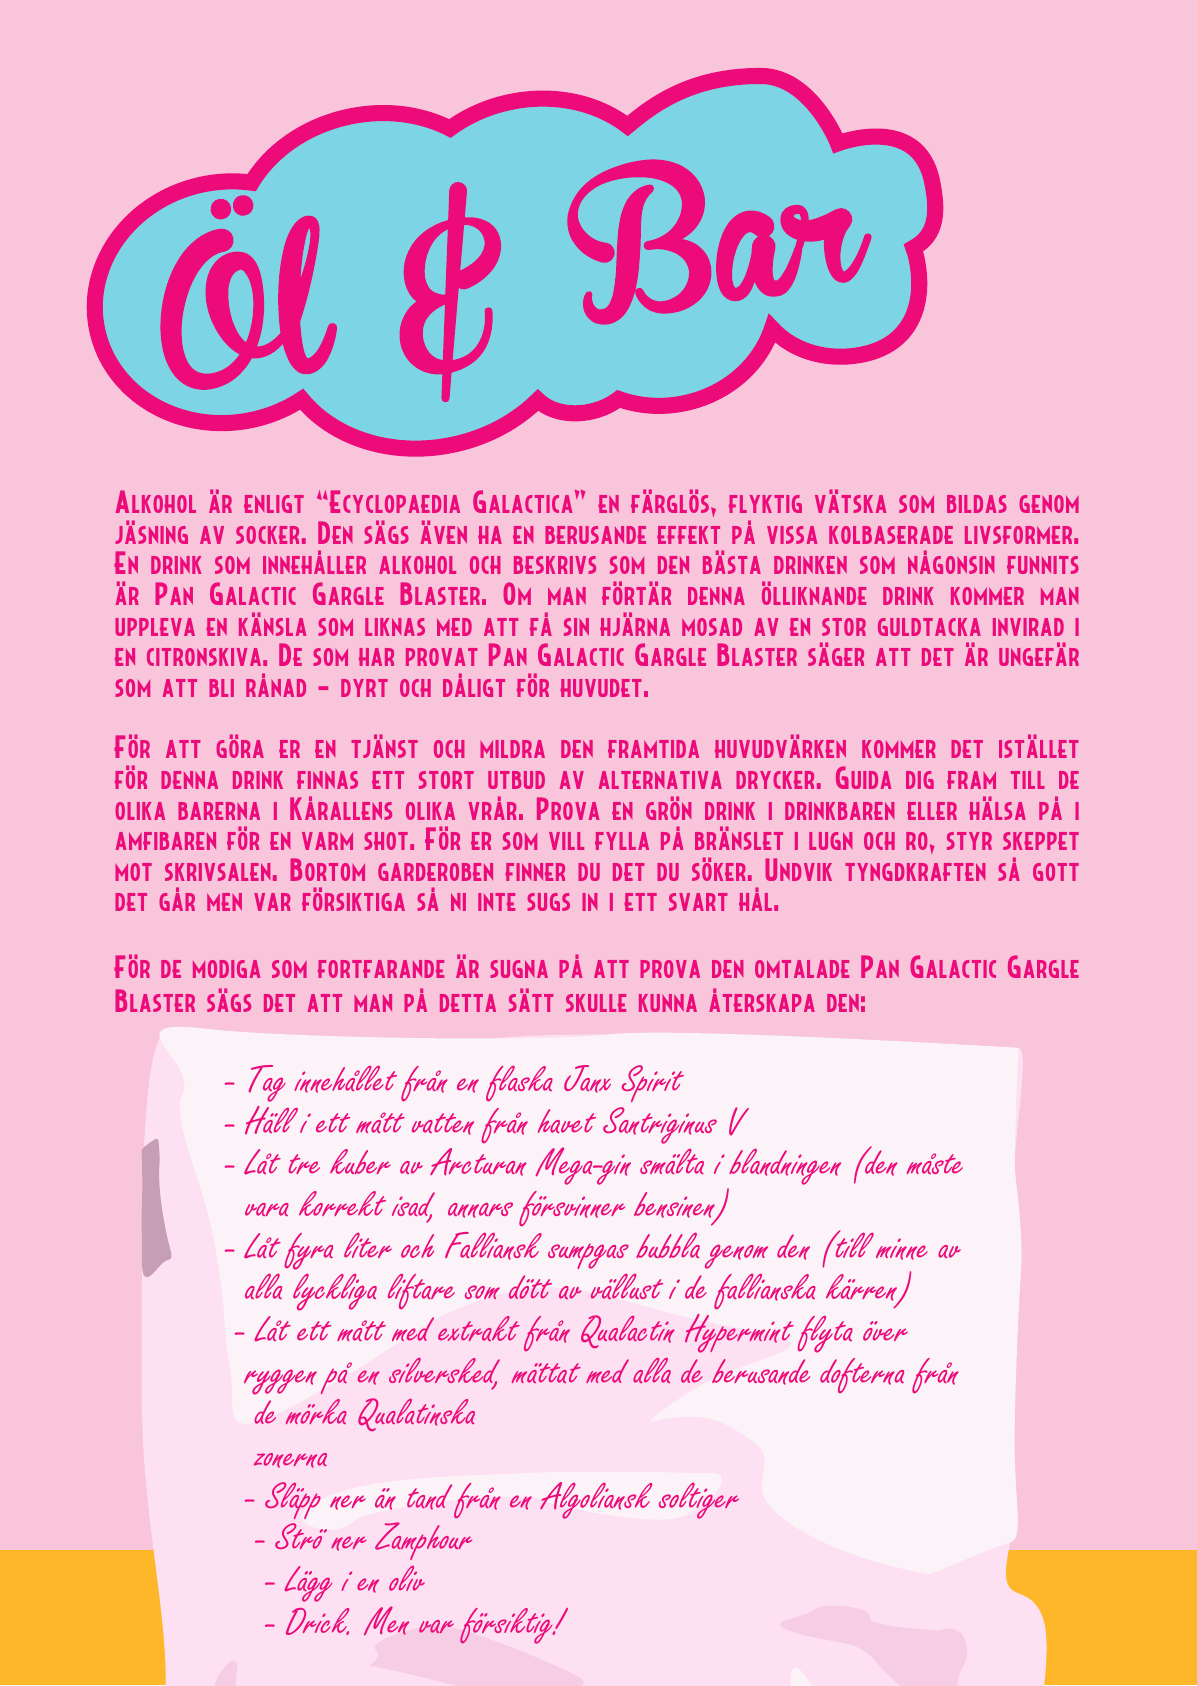 Öl & Bar
Alkohol är enligt “Ecyclopaedia Galactica” en färglös, flyktig vätska som bildas genom
jäsning av socker. Den sägs även ha en berusande effekt på vissa kolbaserade livsformer.
En drink som innehåller alkohol och beskrivs som den bästa drinken som någonsin funnits
är Pan Galactic Gargle Blaster. Om man förtär denna ölliknande drink kommer man
uppleva en känsla som liknas med att få sin hjärna mosad av en stor guldtacka invirad i
en citronskiva. De som har provat Pan Galactic Gargle Blaster säger att det är ungefär
som att bli rånad – dyrt och dåligt för huvudet.
För att göra er en tjänst och mildra den framtida huvudvärken kommer det istället
för denna drink finnas ett stort utbud av alternativa drycker. Guida dig fram till de
olika barerna i Kårallens olika vrår. Prova en grön drink i drinkbaren eller hälsa på i
amfibaren för en varm shot. För er som vill fylla på bränslet i lugn och ro, styr skeppet
mot skrivsalen. Bortom garderoben finner du det du söker. Undvik tyngdkraften så gott
det går men var försiktiga så ni inte sugs in i ett svart hål.
För de modiga som fortfarande är sugna på att prova den omtalade Pan Galactic Gargle
Blaster sägs det att man på detta sätt skulle kunna återskapa den:
- Tag innehållet från en flaska Janx Spirit
- Häll i ett mått vatten från havet Santriginus V
- Låt tre kuber av Arcturan Mega-gin smälta i blandningen (den måste
vara korrekt isad, annars försvinner bensinen)
- Låt fyra liter och Falliansk sumpgas bubbla genom den (till minne av
alla lyckliga liftare som dött av vällust i de fallianska kärren)
- Låt ett mått med extrakt från Qualactin Hypermint flyta över
ryggen på en silversked, mättat med alla de berusande dofterna från
de mörka Qualatinska
zonerna
- Släpp ner än tand från en Algoliansk soltiger
- Strö ner Zamphour
- Lägg i en oliv
- Drick. Men var försiktig!